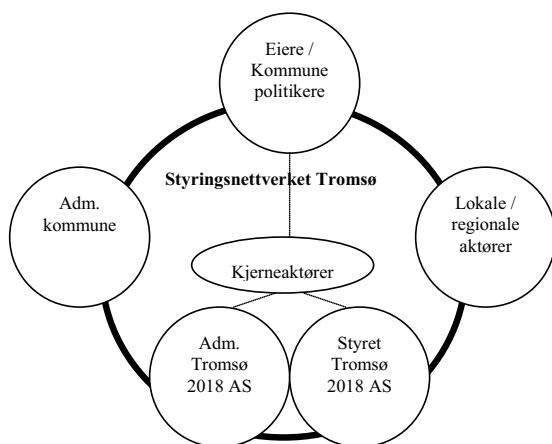 Eiere /
Kommune
politikere
Styringsnettverket Tromsø
Adm.
kommune
Lokale /
regionale
aktører
Kjerneaktører
Adm.
Tromsø
2018 AS
Styret
Tromsø
2018 AS